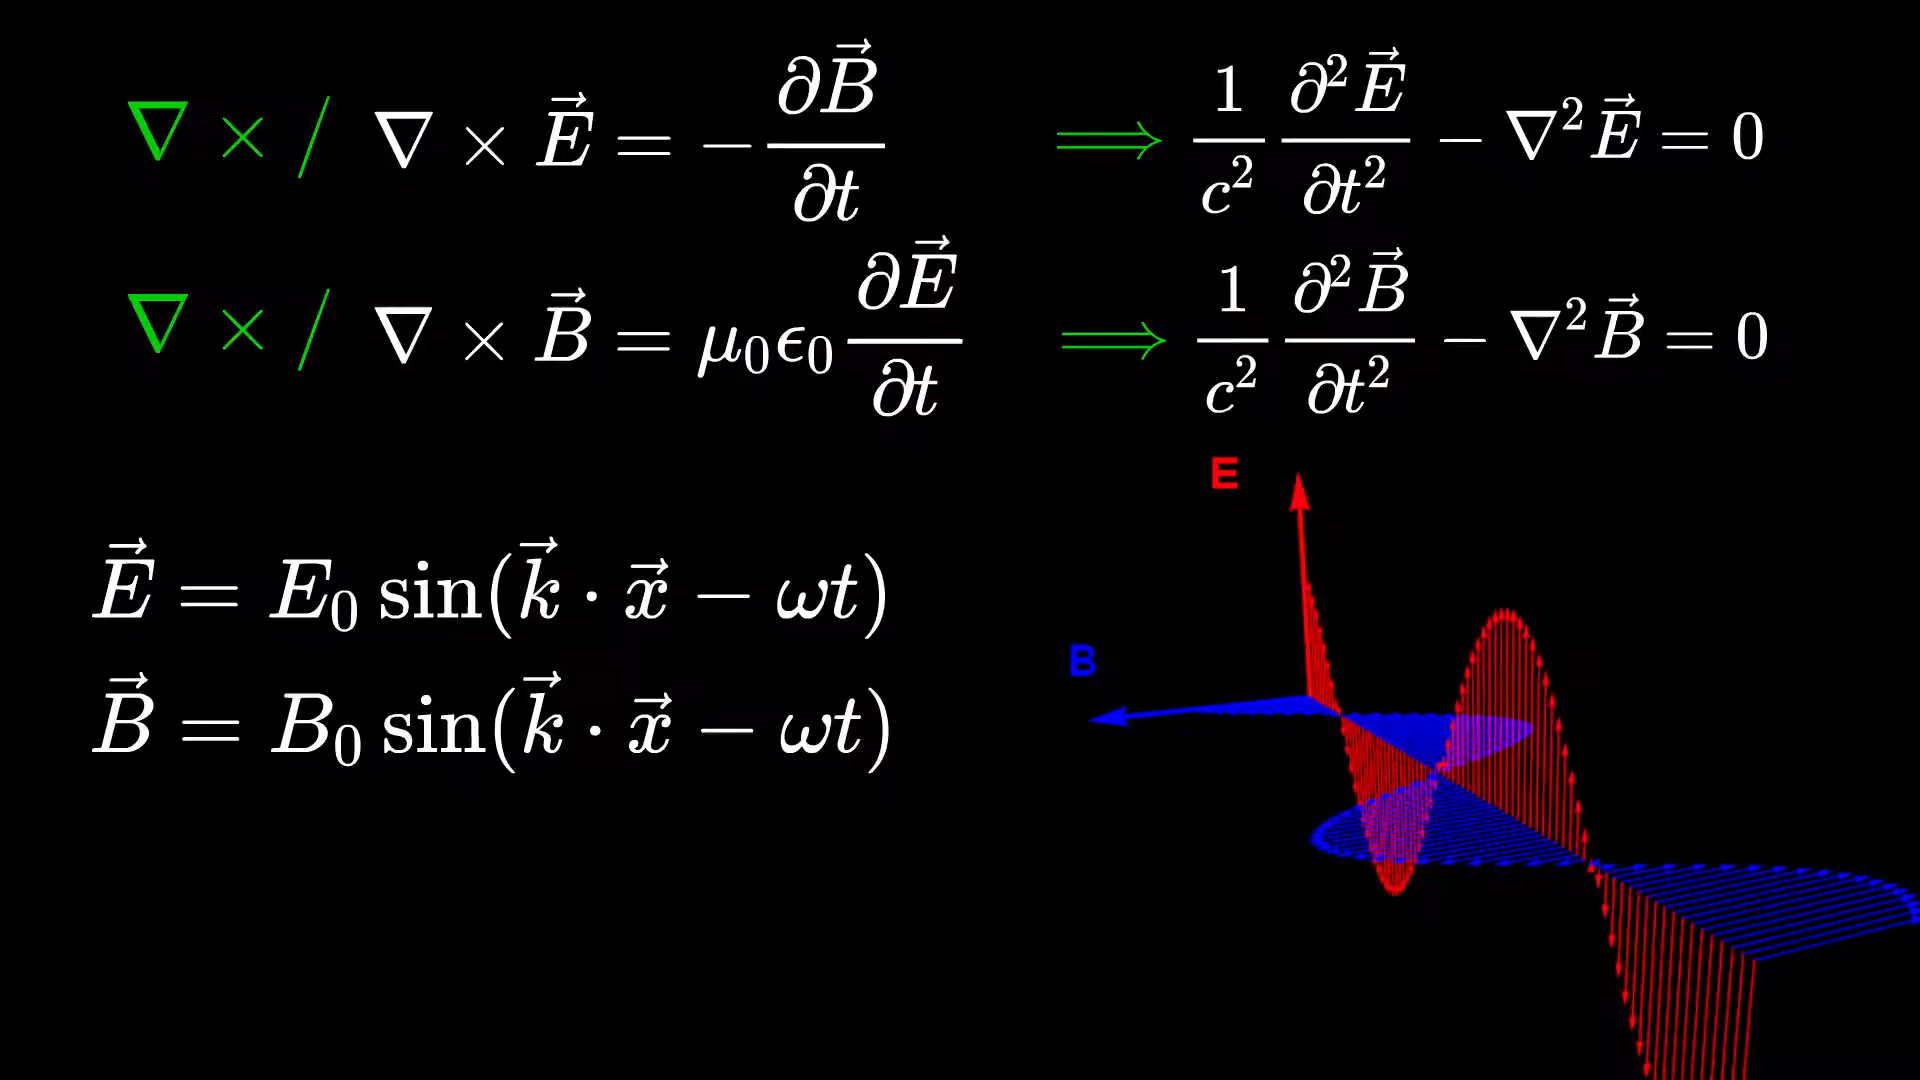 ∇ × / ∇ × E⃗ = −∂B⃗/∂t ⟹ 1/c² ∂²E⃗/∂t² − ∇²E⃗ = 0
∇ × / ∇ × B⃗ = μ₀ϵ₀ ∂E⃗/∂t ⟹ 1/c² ∂²B⃗/∂t² − ∇²B⃗ = 0
E⃗ = E₀ sin(k⃗ · x⃗ − ωt)
B⃗ = B₀ sin(k⃗ · x⃗ − ωt)
E
B